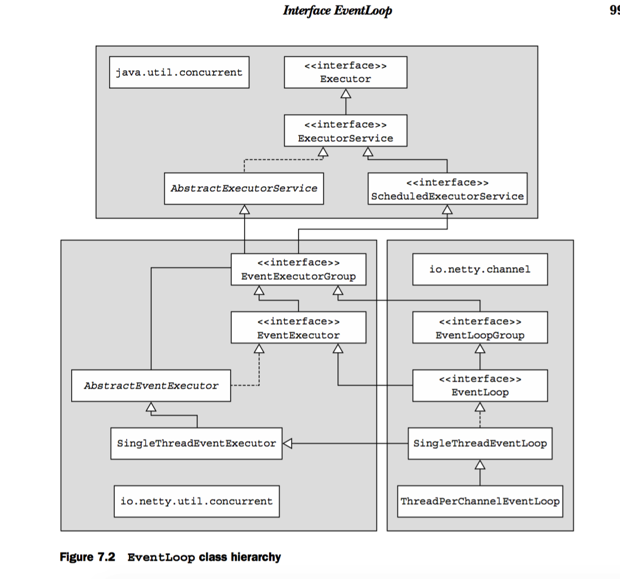 Interface EventLoop
99
java.util.concurrent
<<interface>>
Executor
<<interface>>
ExecutorService
AbstractExecutorService
<<interface>>
ScheduledExecutorService
<<interface>>
EventExecutorGroup
io.netty.channel
<<interface>>
EventExecutor
<<interface>>
EventLoopGroup
AbstractEventExecutor
<<interface>>
EventLoop
SingleThreadEventExecutor
SingleThreadEventLoop
io.netty.util.concurrent
ThreadPerChannelEventLoop
Figure 7.2 EventLoop class hierarchy